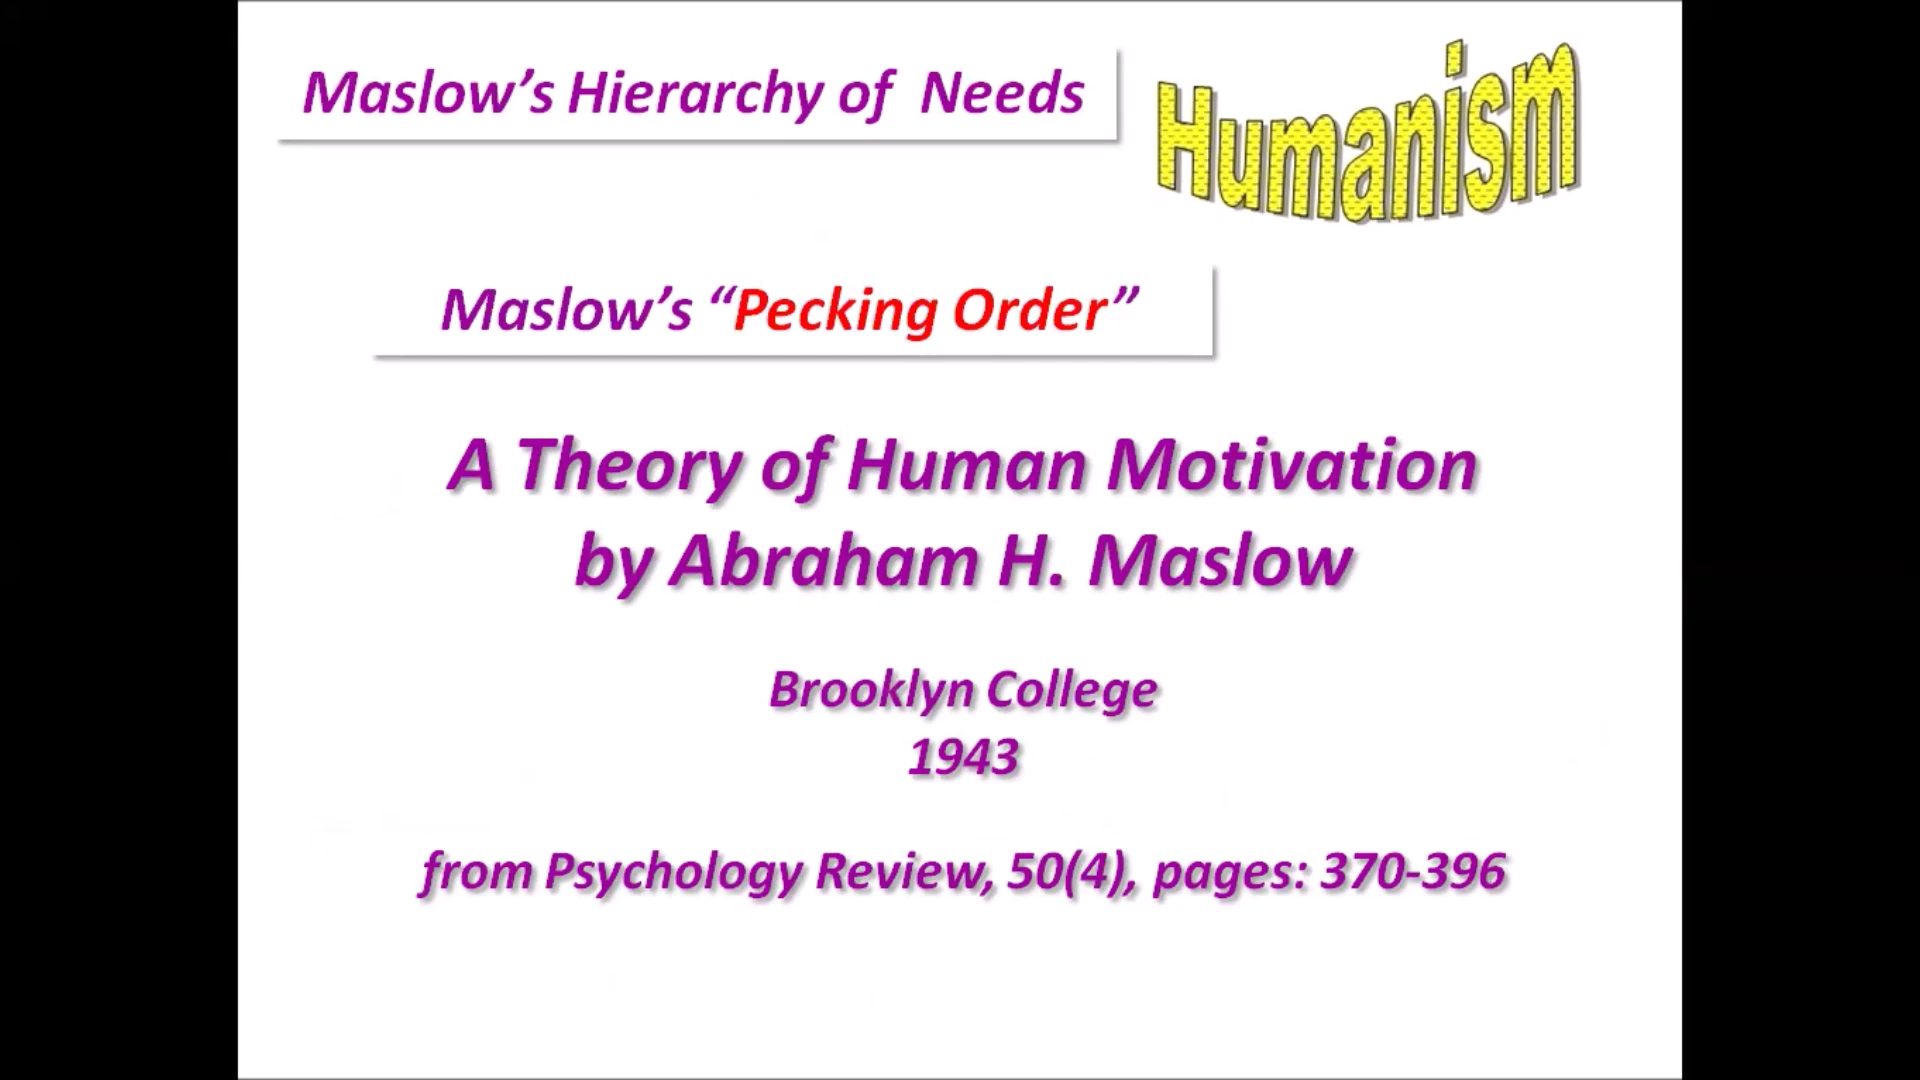 Maslow’s Hierarchy of Needs
Humanism
Maslow’s “Pecking Order”
A Theory of Human Motivation
by Abraham H. Maslow
Brooklyn College
1943
from Psychology Review, 50(4), pages: 370-396